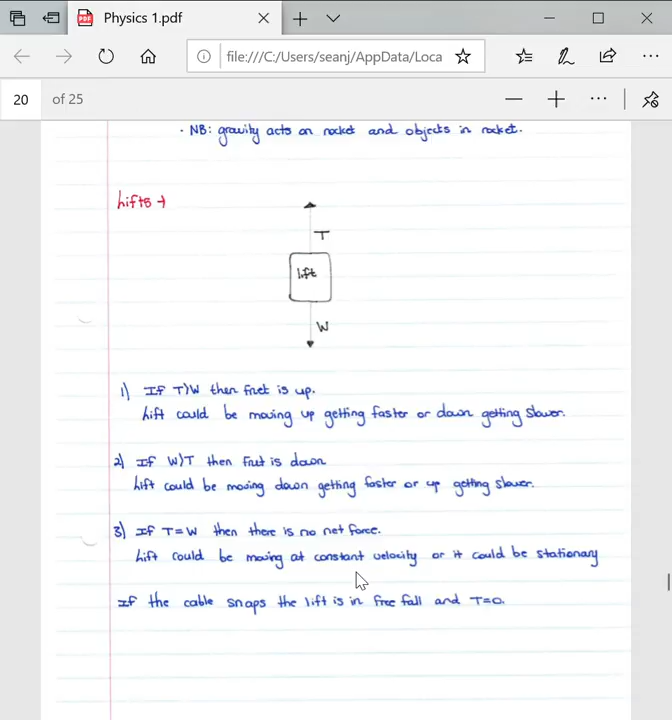 Physics 1.pdf
file:///C:/Users/seanj/AppData/Loca
20 of 25
· NB: gravity acts on rocket and objects in rocket.
Lifts →
T
lift
W
1) If T>W then fnet is up.
Lift could be moving up getting faster or down getting slower.
2) If W>T then fnet is down
Lift could be moving down getting faster or up getting slower.
3) If T=W then there is no net force.
Lift could be moving at constant velocity or it could be stationary
If the cable snaps the lift is in free fall and T=0.